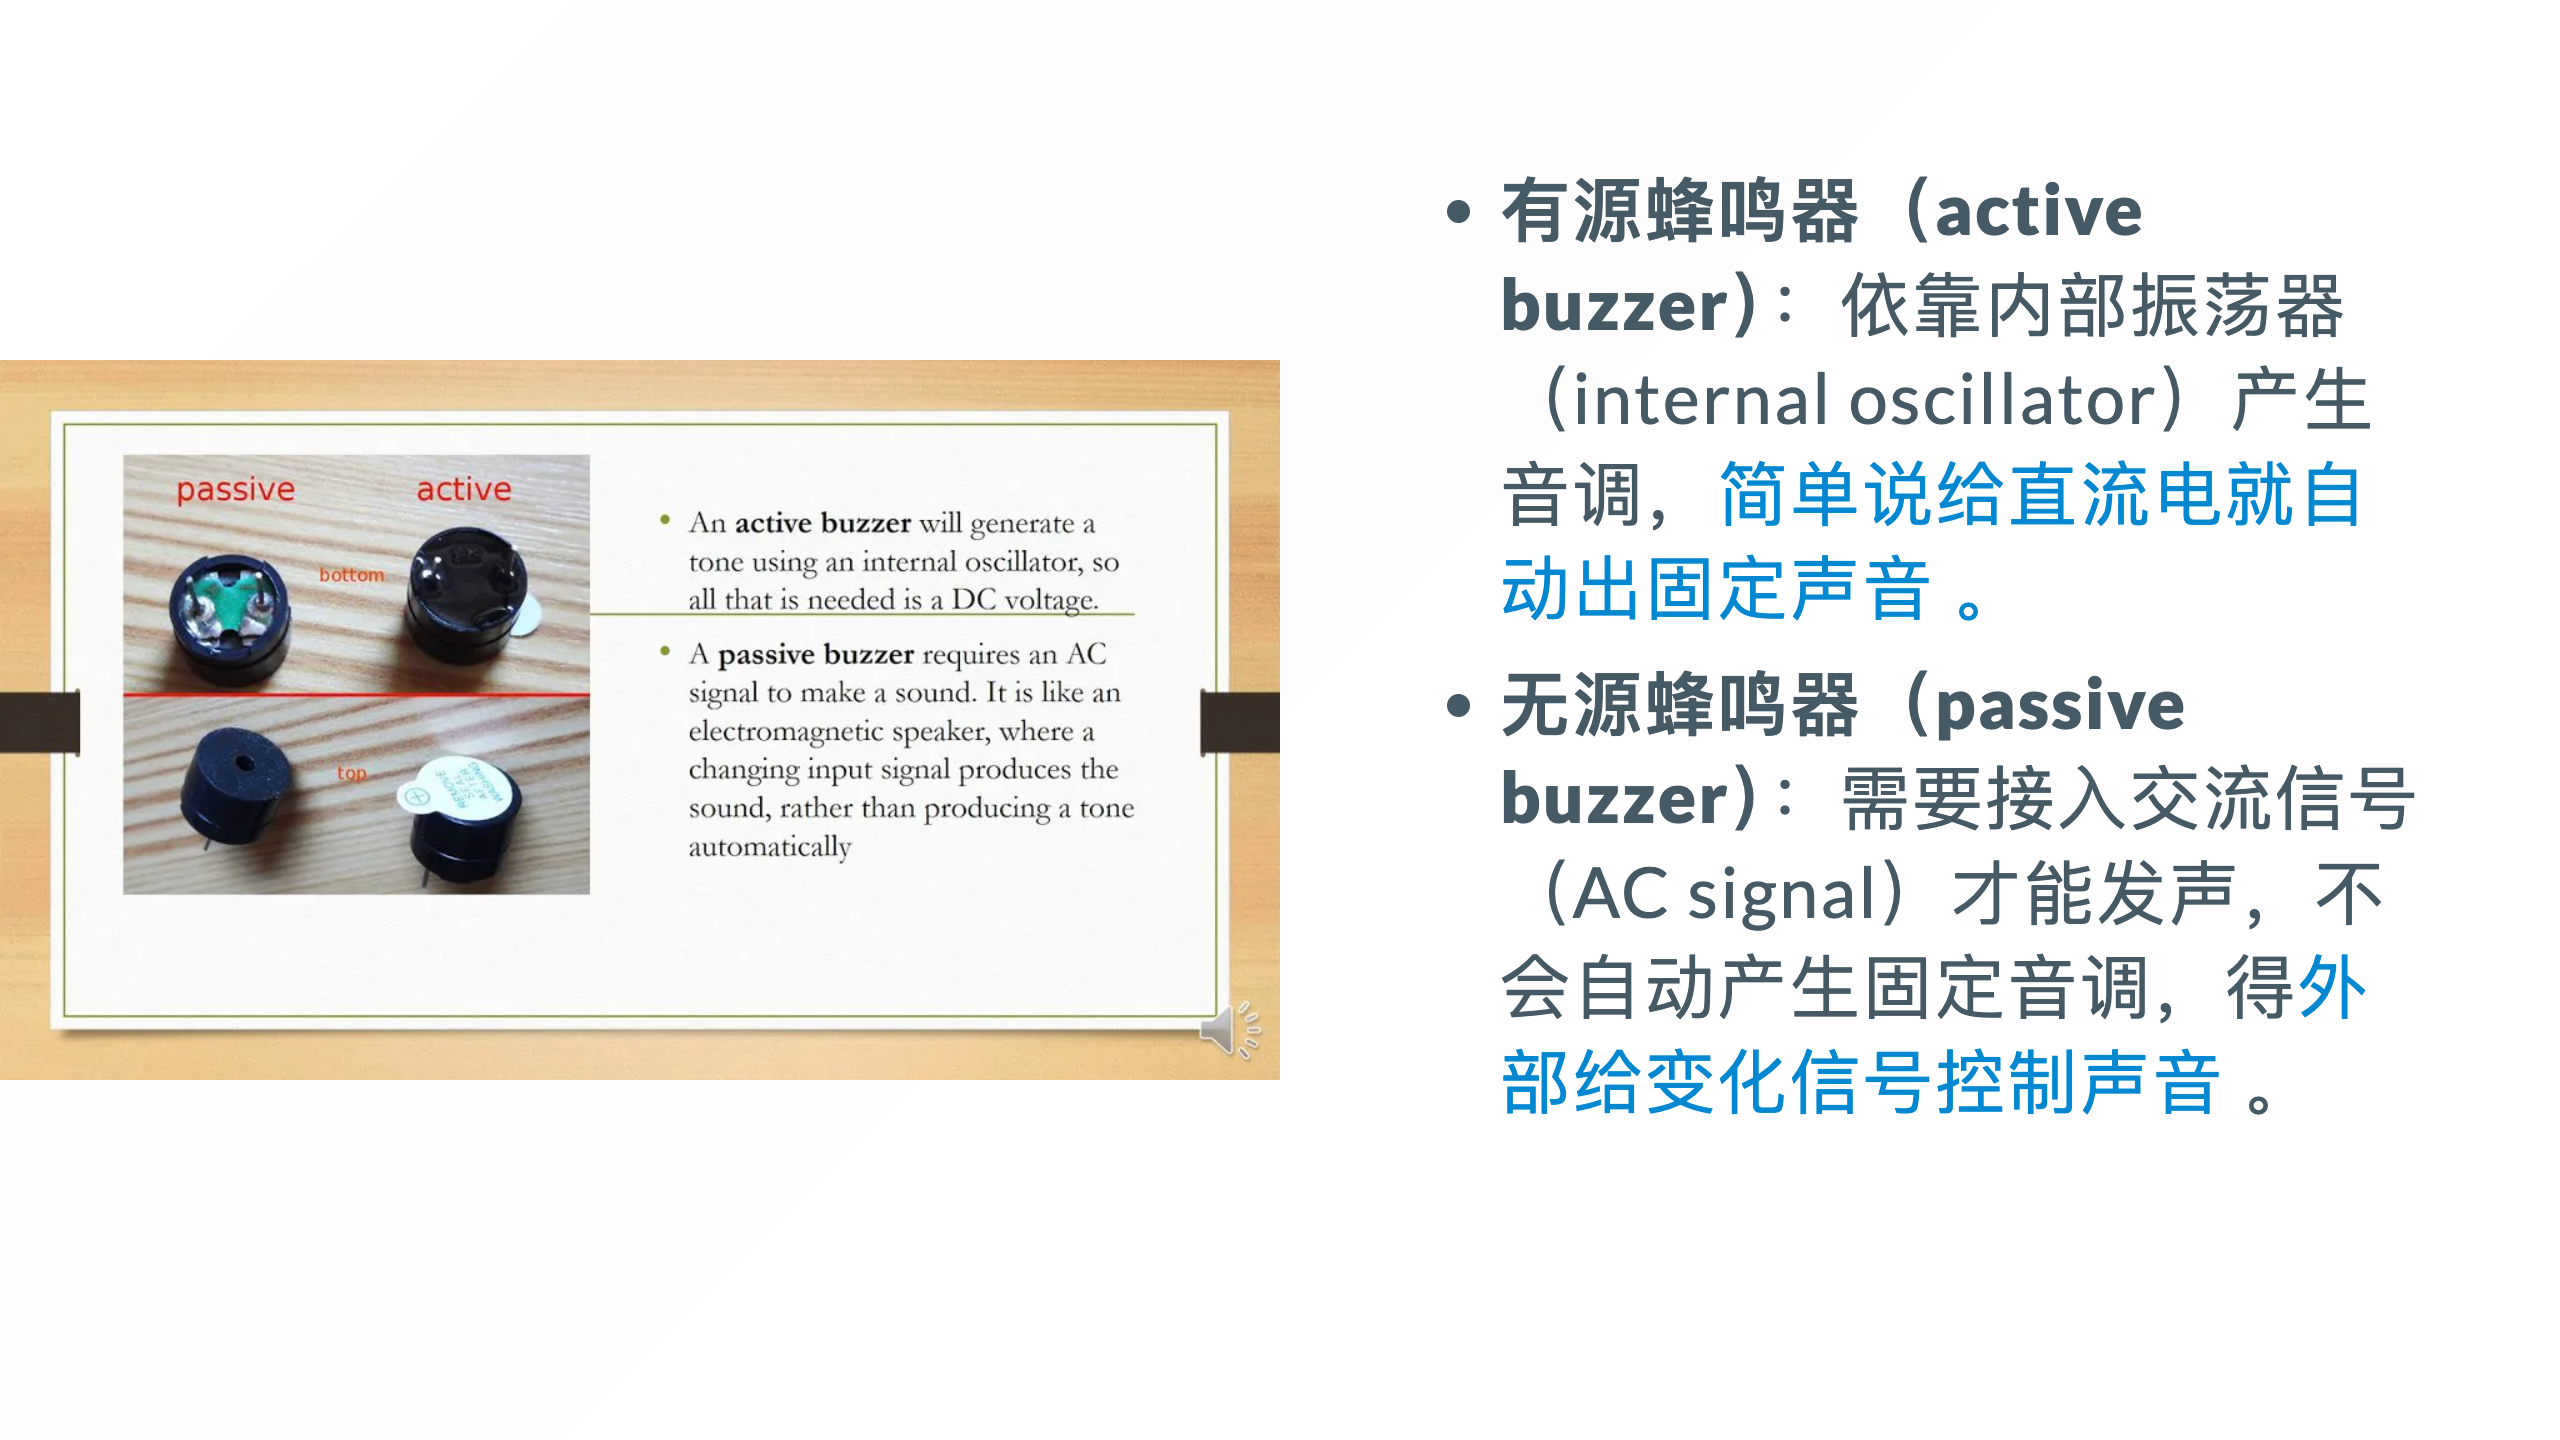 passive
active
bottom
top
REMOVE
SEAL
AFTER
WASHING
• An active buzzer will generate a
tone using an internal oscillator, so
all that is needed is a DC voltage.
• A passive buzzer requires an AC
signal to make a sound. It is like an
electromagnetic speaker, where a
changing input signal produces the
sound, rather than producing a tone
automatically
• 有源蜂鸣器（active
buzzer）：依靠内部振荡器
（internal oscillator）产生
音调，简单说给直流电就自
动出固定声音 。
• 无源蜂鸣器（passive
buzzer）：需要接入交流信号
（AC signal）才能发声，不
会自动产生固定音调，得外
部给变化信号控制声音 。